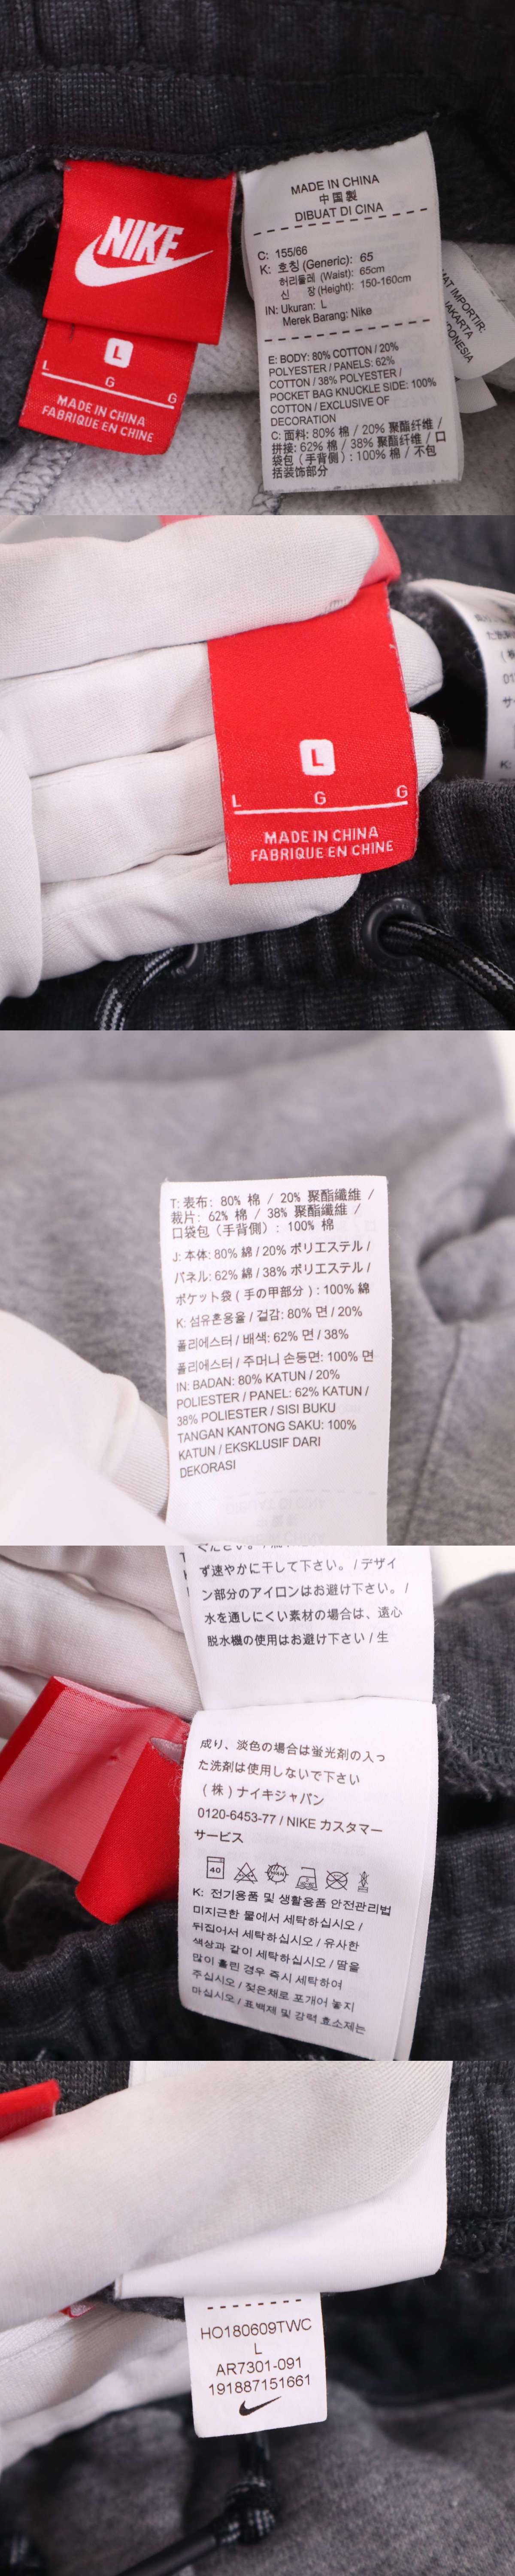 NIKE
L
L G G
MADE IN CHINA
FABRIQUE EN CHINE
MADE IN CHINA
中国製
DIBUAT DI CINA
C: 155/66
K: 호칭 (Generic): 65
허리둘레 (Waist): 65cm
신 장 (Height): 150-160cm
IN: Ukuran: L
Merek Barang: Nike
E: BODY: 80% COTTON / 20%
POLYESTER / PANELS: 62%
COTTON / 38% POLYESTER /
POCKET BAG KNUCKLE SIDE: 100%
COTTON / EXCLUSIVE OF
DECORATION
C: 面料: 80% 棉 / 20% 聚酯纤维 /
拼接: 62% 棉 / 38% 聚酯纤维 / 口
袋包 (手背侧) : 100% 棉 / 不包
括装饰部分
IMPORTIR:
JAKARTA
L
L G G
MADE IN CHINA
FABRIQUE EN CHINE
T: 表布: 80% 棉 / 20% 聚酯纖維 /
裁片: 62% 棉 / 38% 聚酯纖維 /
口袋包 (手背側) : 100% 棉
J: 本体: 80% 綿 / 20% ポリエステル /
パネル: 62% 綿 / 38% ポリエステル /
ポケット袋 ( 手の甲部分 ) : 100% 綿
K: 섬유혼용율 / 겉감: 80% 면 / 20%
폴리에스터 / 배색: 62% 면 / 38%
폴리에스터 / 주머니 손등면: 100% 면
IN: BADAN: 80% KATUN / 20%
POLIESTER / PANEL: 62% KATUN /
38% POLIESTER / SISI BUKU
TANGAN KANTONG SAKU: 100%
KATUN / EKSKLUSIF DARI
DEKORASI
ず速やかに干して下さい。 / デザイ
ン部分のアイロンはお避け下さい。 /
水を通しにくい素材の場合は、遠心
脱水機の使用はお避け下さい / 生
成り、淡色の場合は蛍光剤の入っ
た洗剤は使用しないで下さい
( 株 ) ナイキジャパン
0120-6453-77 / NIKE カスタマー
サービス
40
K: 전기용품 및 생활용품 안전관리법
미지근한 물에서 세탁하십시오 /
뒤집어서 세탁하십시오 / 유사한
색상과 같이 세탁하십시오 / 땀을
많이 흘린 경우 즉시 세탁하여
주십시오 / 젖은채로 포개어 놓지
마십시오 / 표백제 및 강력 효소제는
HO180609TWC
L
AR7301-091
191887151661